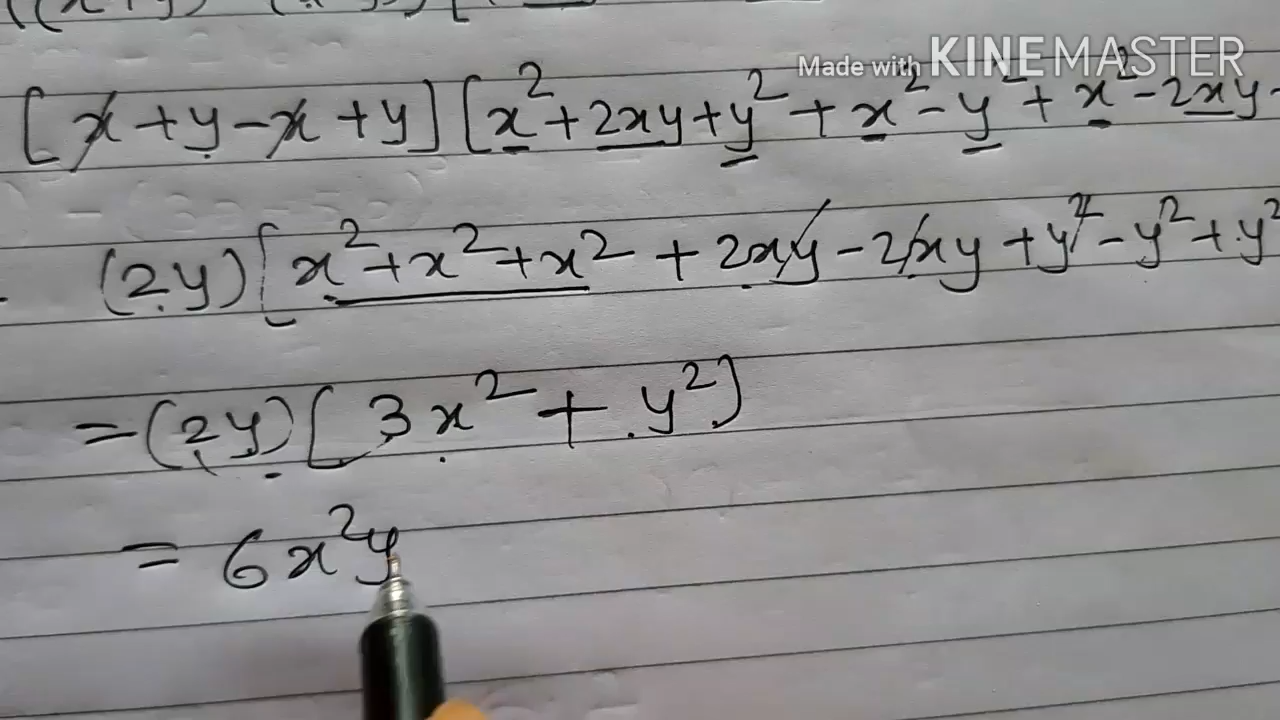 Made with KINEMASTER
[x + y - x + y] [x² + 2xy + y² + x² - y² + x² - 2xy
(2y) [x² + x² + x² + 2xy - 2xy + y² - y² + y²
= (2y) [3x² + y²]
= 6x²y